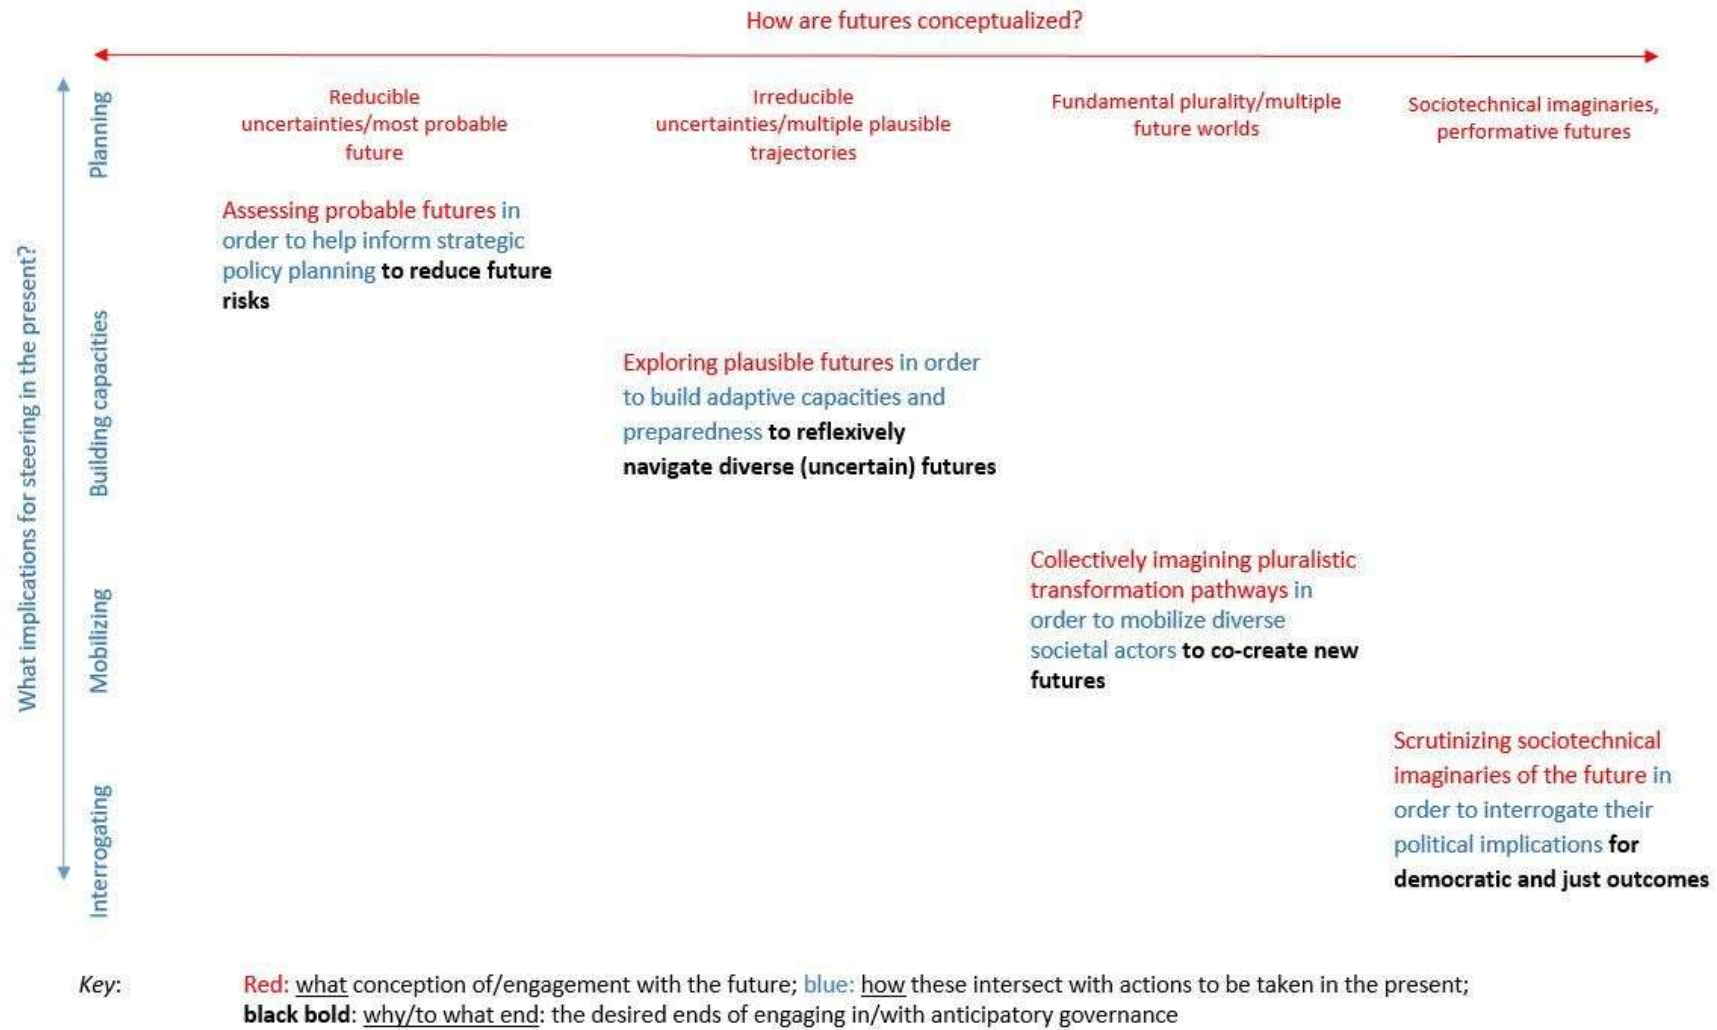 How are futures conceptualized?
What implications for steering in the present?
Planning
Building capacities
Mobilizing
Interrogating
Reducible
uncertainties/most probable
future
Irreducible
uncertainties/multiple plausible
trajectories
Fundamental plurality/multiple
future worlds
Sociotechnical imaginaries,
performative futures
Assessing probable futures in
order to help inform strategic
policy planning to reduce future
risks
Exploring plausible futures in order
to build adaptive capacities and
preparedness to reflexively
navigate diverse (uncertain) futures
Collectively imagining pluralistic
transformation pathways in
order to mobilize diverse
societal actors to co-create new
futures
Scrutinizing sociotechnical
imaginaries of the future in
order to interrogate their
political implications for
democratic and just outcomes
Key: Red: what conception of/engagement with the future; blue: how these intersect with actions to be taken in the present;
black bold: why/to what end: the desired ends of engaging in/with anticipatory governance